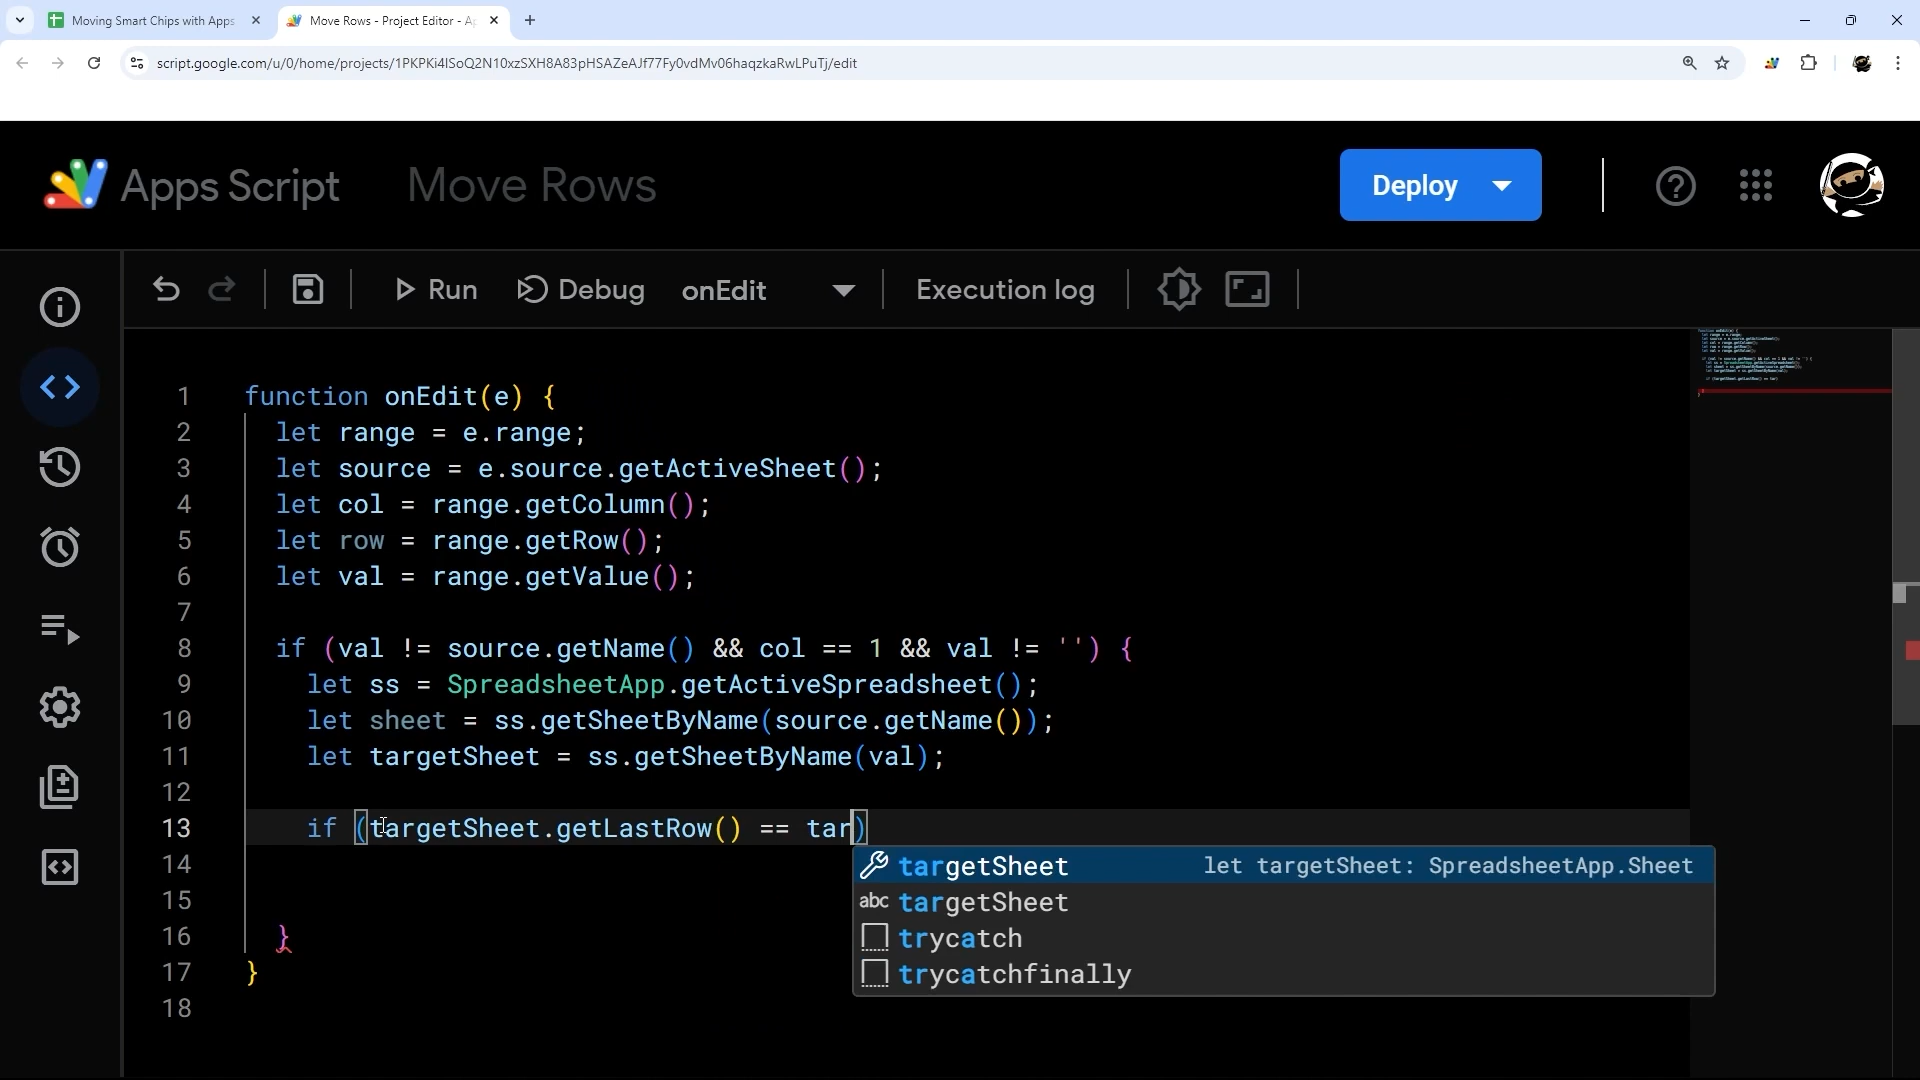 Moving Smart Chips with Apps
Move Rows - Project Editor - Ap
script.google.com/u/0/home/projects/1PKPKi4ISoQ2N10xzSXH8A83pHSAZeAJf77Fy0vdMv06haqzkaRwLPuTj/edit
Apps Script
Move Rows
Deploy
Run
Debug
onEdit
Execution log
1 function onEdit(e) {
2 let range = e.range;
3 let source = e.source.getActiveSheet();
4 let col = range.getColumn();
5 let row = range.getRow();
6 let val = range.getValue();
7
8 if (val != source.getName() && col == 1 && val != '') {
9 let ss = SpreadsheetApp.getActiveSpreadsheet();
10 let sheet = ss.getSheetByName(source.getName());
11 let targetSheet = ss.getSheetByName(val);
12
13 if (targetSheet.getLastRow() == tar)
14
15
16 }
17 }
18
targetSheet let targetSheet: SpreadsheetApp.Sheet
abc targetSheet
trycatch
trycatchfinally